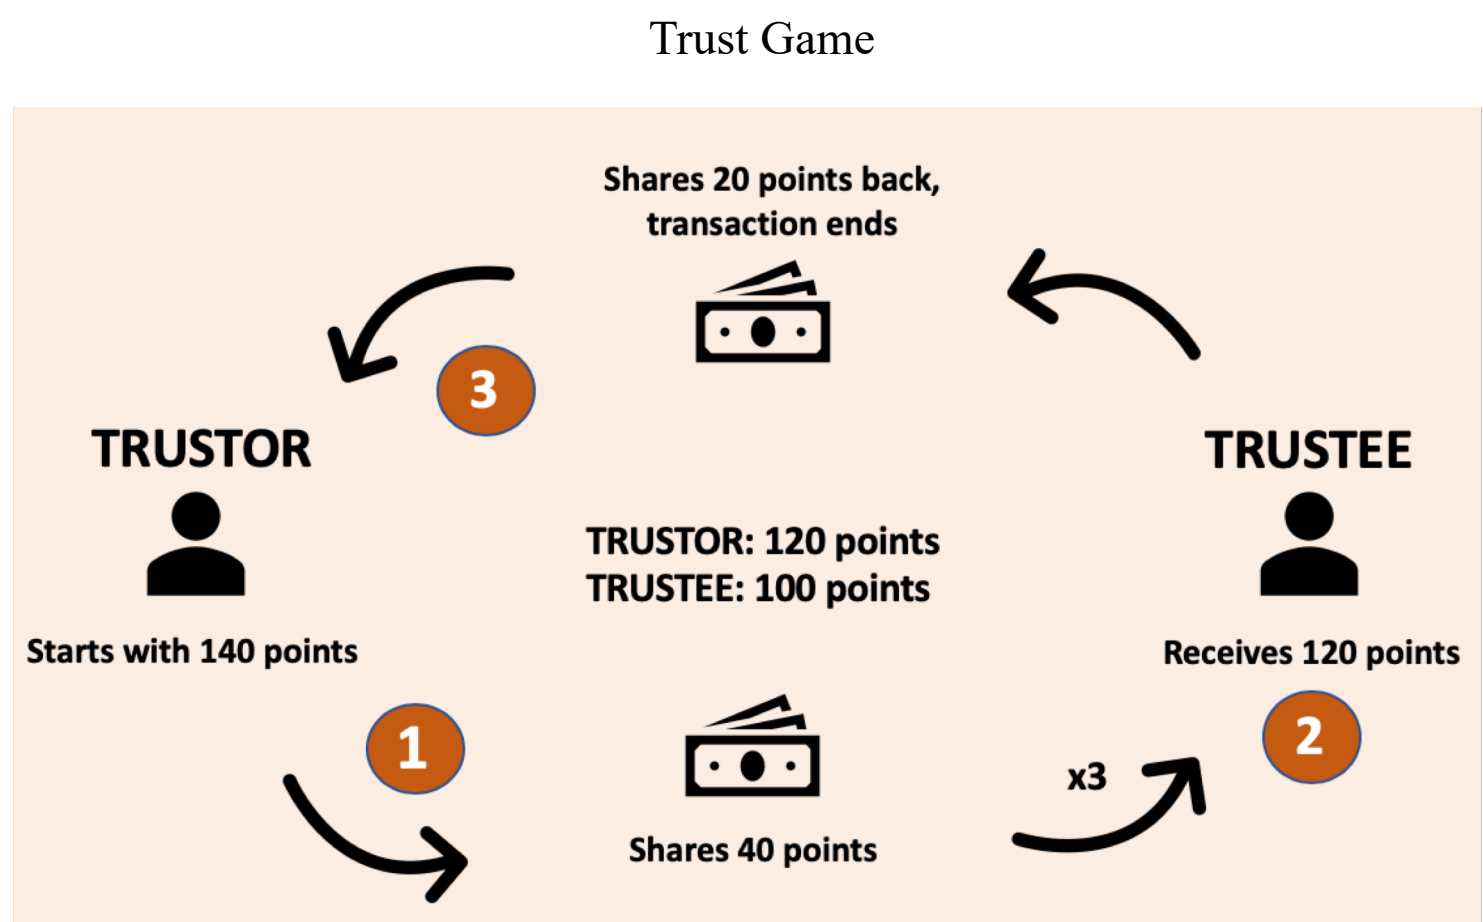 Trust Game
Shares 20 points back,
transaction ends
3
TRUSTOR
TRUSTEE
TRUSTOR: 120 points
TRUSTEE: 100 points
Starts with 140 points
Receives 120 points
1
2
x3
Shares 40 points